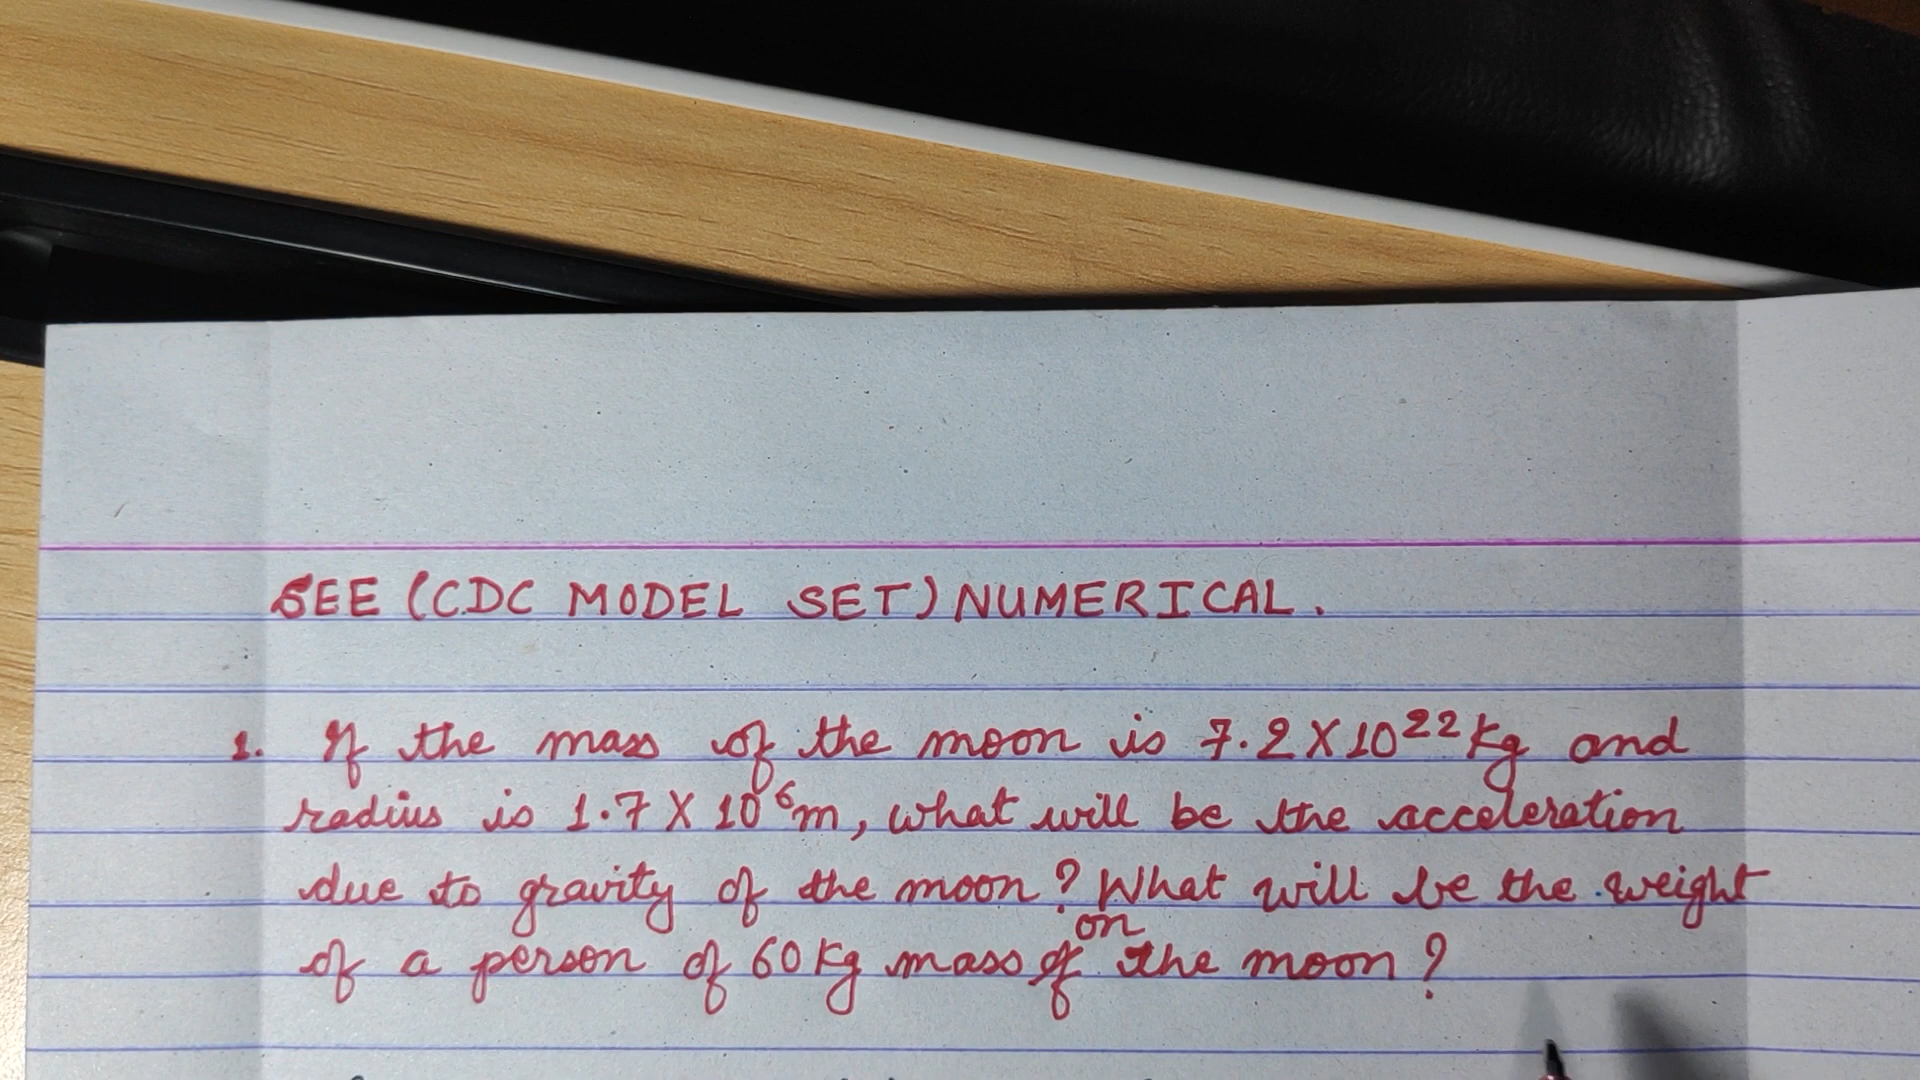 SEE (CDC MODEL SET) NUMERICAL.
1. If the mass of the moon is 7.2 X 10²² Kg and
radius is 1.7 X 10⁶m, what will be the acceleration
due to gravity of the moon? What will be the weight
of a person of 60 Kg mass of on the moon?